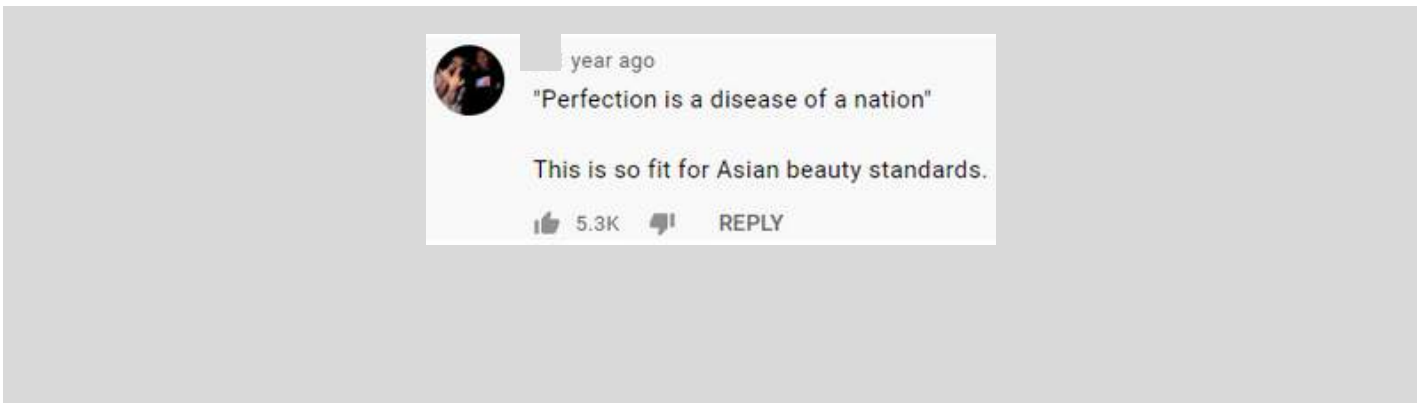 year ago
"Perfection is a disease of a nation"
This is so fit for Asian beauty standards.
5.3K REPLY